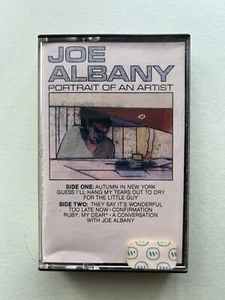 JOE
ALBANY
PORTRAIT OF AN ARTIST
SIDE ONE: AUTUMN IN NEW YORK
GUESS I'LL HANG MY TEARS OUT TO DRY
FOR THE LITTLE GUY
SIDE TWO: THEY SAY IT'S WONDERFUL
TOO LATE NOW • CONFIRMATION
RUBY, MY DEAR* • A CONVERSATION
WITH JOE ALBANY